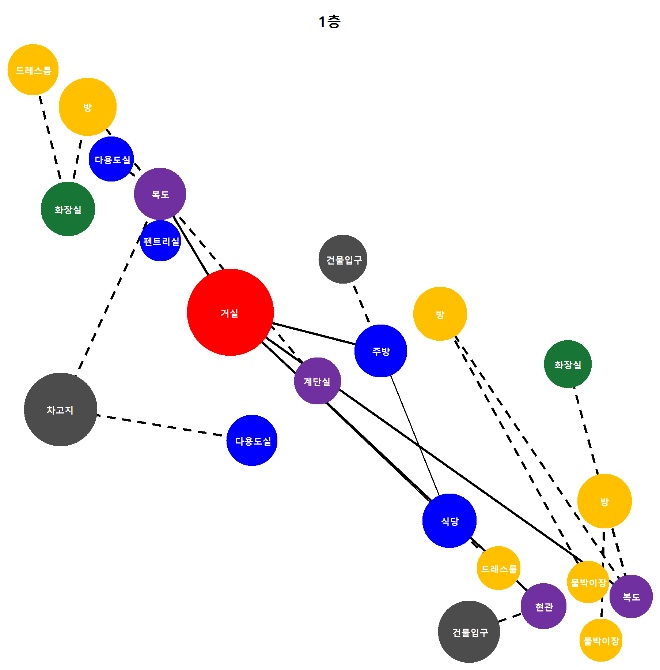 1층
드레스룸
방
다용도실
복도
화장실
펜트리실
건물입구
거실
방
주방
화장실
계단실
차고지
다용도실
방
식당
드레스룸
붙박이장
복도
현관
건물입구
붙박이장